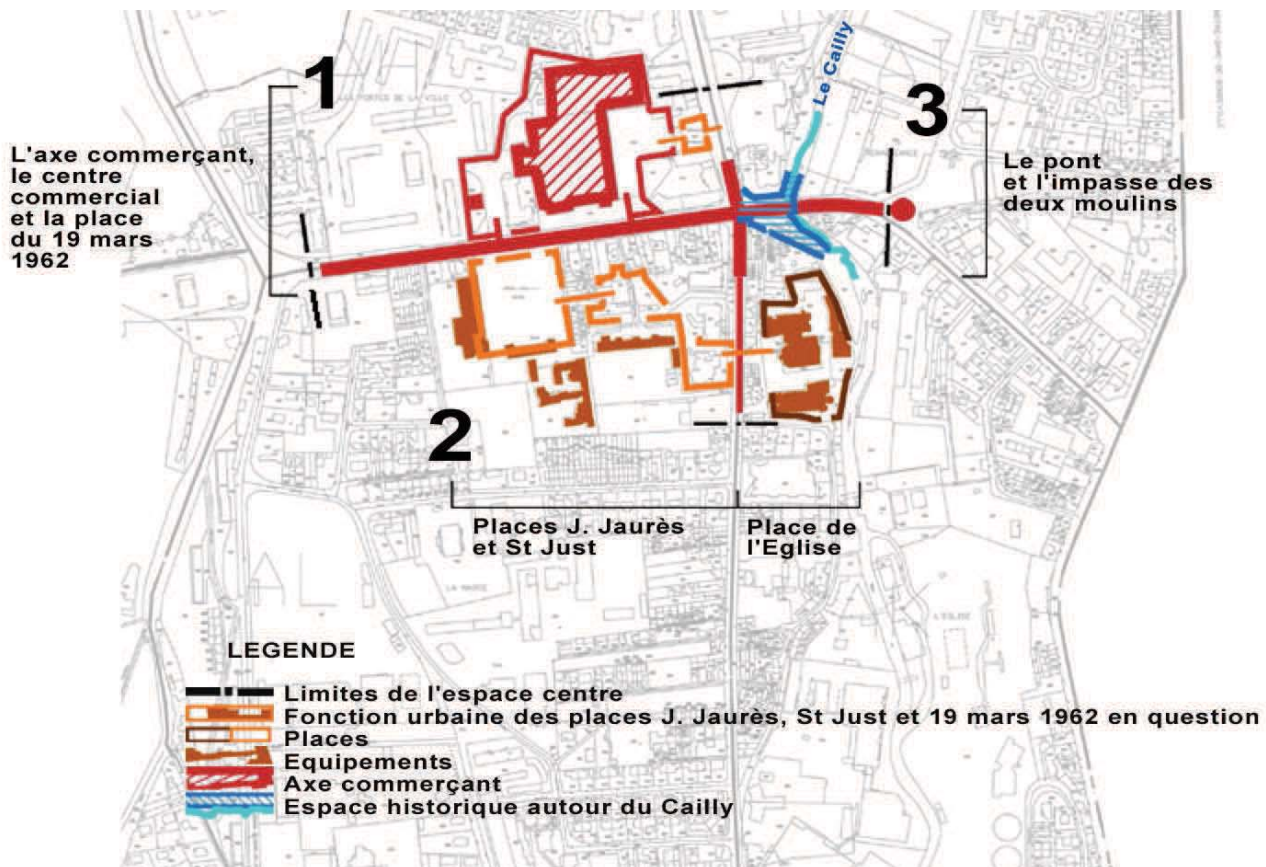 1
L'axe commerçant,
le centre
commercial
et la place
du 19 mars
1962
Le Cailly
3
Le pont
et l'impasse des
deux moulins
2
Places J. Jaurès
et St Just
Place de
l'Eglise
LEGENDE
Limites de l'espace centre
Fonction urbaine des places J. Jaurès, St Just et 19 mars 1962 en question
Places
Equipements
Axe commerçant
Espace historique autour du Cailly